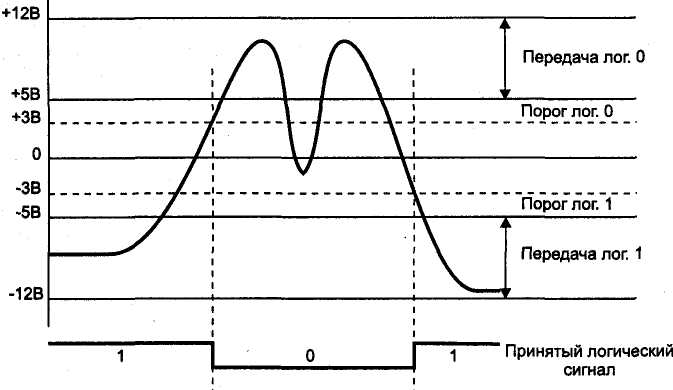 +12В
Передача лог. 0
+5В
Порог лог. 0
+3В
0
-3В
Порог лог. 1
-5В
Передача лог. 1
-12В
1
0
1
Принятый логический
сигнал